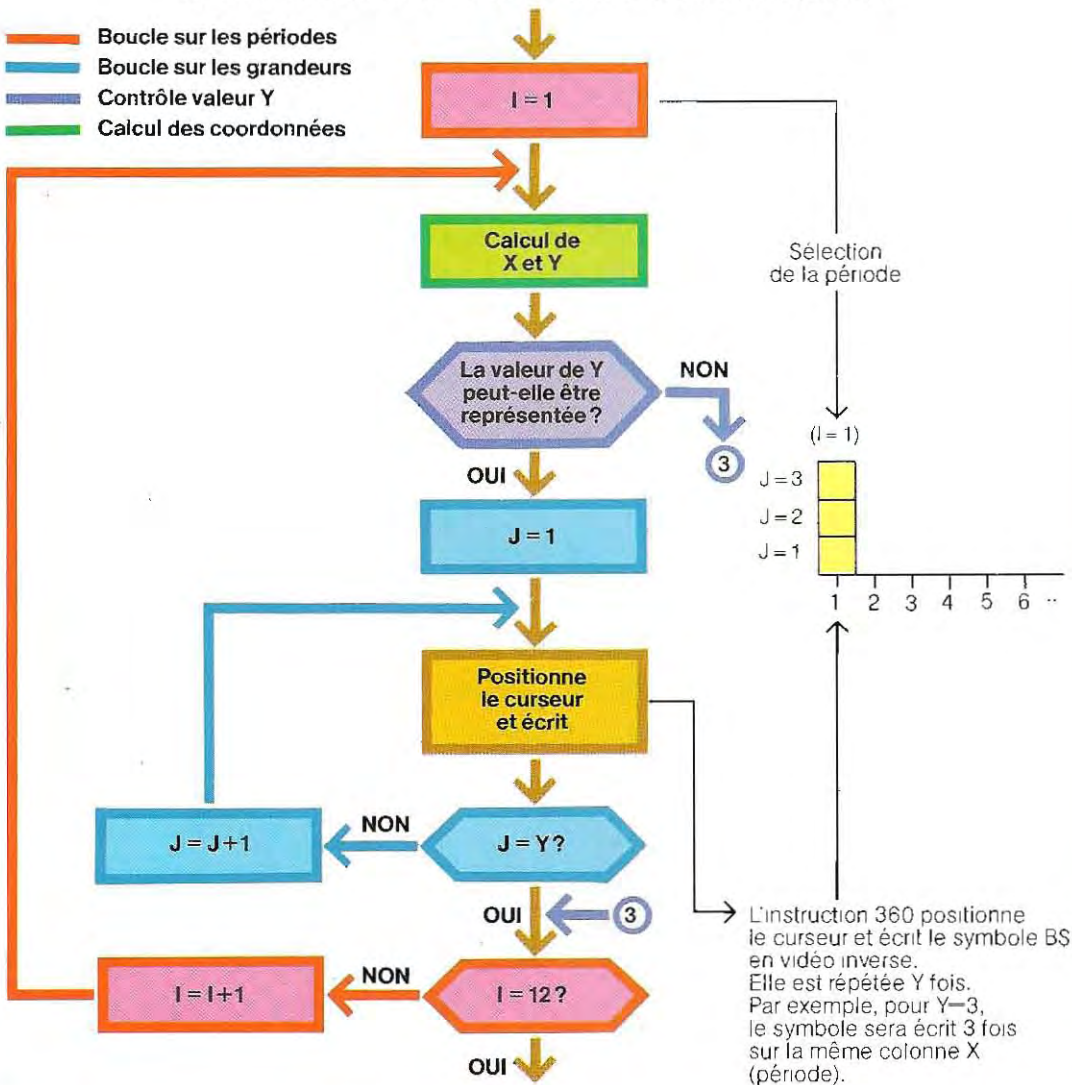 Boucle sur les périodes
Boucle sur les grandeurs
Contrôle valeur Y
Calcul des coordonnées
I = 1
Calcul de
X et Y
Sélection
de la période
La valeur de Y
peut-elle être
représentée ?
NON
3
OUI
(I = 1)
J = 3
J = 2
J = 1
1 2 3 4 5 6 ..
J = 1
Positionne
le curseur
et écrit
J = J+1
NON
J = Y?
OUI
3
I = I+1
NON
I = 12?
OUI
L'instruction 360 positionne
le curseur et écrit le symbole B$
en vidéo inverse.
Elle est répétée Y fois.
Par exemple, pour Y=3,
le symbole sera écrit 3 fois
sur la même colonne X
(période).